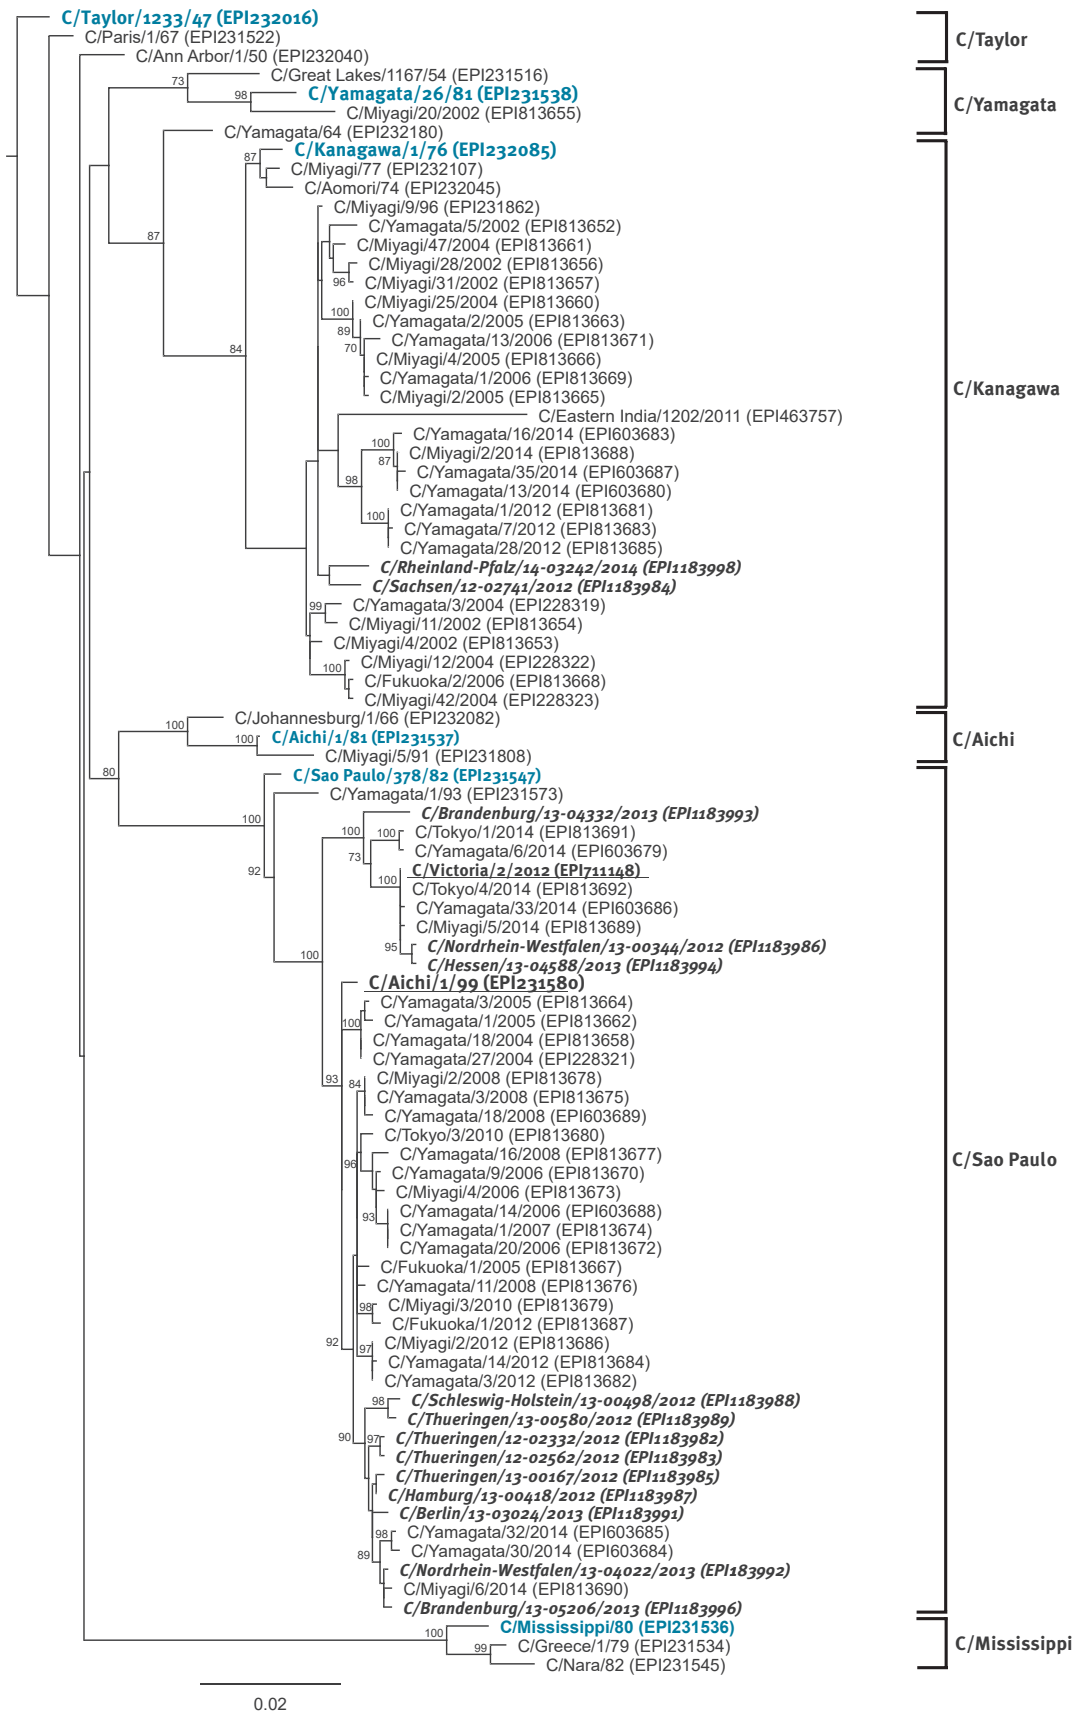 C/Taylor/1233/47 (EPI232016)
C/Paris/1/67 (EPI231522)
C/Taylor
C/Ann Arbor/1/50 (EPI232040)
73
C/Great Lakes/1167/54 (EPI231516)
98
C/Yamagata/26/81 (EPI231538)
C/Yamagata
C/Miyagi/20/2002 (EPI813655)
C/Yamagata/64 (EPI232180)
87
C/Kanagawa/1/76 (EPI232085)
C/Miyagi/77 (EPI232107)
C/Aomori/74 (EPI232045)
C/Miyagi/9/96 (EPI231862)
C/Yamagata/5/2002 (EPI813652)
87
C/Miyagi/47/2004 (EPI813661)
C/Miyagi/28/2002 (EPI813656)
96
C/Miyagi/31/2002 (EPI813657)
C/Miyagi/25/2004 (EPI813660)
100
C/Yamagata/2/2005 (EPI813663)
89
C/Yamagata/13/2006 (EPI813671)
84
70
C/Miyagi/4/2005 (EPI813666)
C/Yamagata/1/2006 (EPI813669)
C/Kanagawa
C/Miyagi/2/2005 (EPI813665)
C/Eastern India/1202/2011 (EPI463757)
C/Yamagata/16/2014 (EPI603683)
100
C/Miyagi/2/2014 (EPI813688)
87
C/Yamagata/35/2014 (EPI603687)
98
C/Yamagata/13/2014 (EPI603680)
C/Yamagata/1/2012 (EPI813681)
100
C/Yamagata/7/2012 (EPI813683)
C/Yamagata/28/2012 (EPI813685)
C/Rheinland-Pfalz/14-03242/2014 (EPI1183998)
C/Sachsen/12-02741/2012 (EPI1183984)
99
C/Yamagata/3/2004 (EPI228319)
C/Miyagi/11/2002 (EPI813654)
C/Miyagi/4/2002 (EPI813653)
C/Miyagi/12/2004 (EPI228322)
100
C/Fukuoka/2/2006 (EPI813668)
C/Miyagi/42/2004 (EPI228323)
C/Johannesburg/1/66 (EPI232082)
100
100
C/Aichi/1/81 (EPI231537)
C/Aichi
C/Miyagi/5/91 (EPI231808)
80
C/Sao Paulo/378/82 (EPI231547)
C/Yamagata/1/93 (EPI231573)
100
C/Brandenburg/13-04332/2013 (EPI1183993)
100
100
C/Tokyo/1/2014 (EPI813691)
C/Yamagata/6/2014 (EPI603679)
73
92
C/Victoria/2/2012 (EPI711148)
100
C/Tokyo/4/2014 (EPI813692)
C/Yamagata/33/2014 (EPI603686)
C/Miyagi/5/2014 (EPI813689)
95
C/Nordrhein-Westfalen/13-00344/2012 (EPI1183986)
100
C/Hessen/13-04588/2013 (EPI1183994)
C/Aichi/1/99 (EPI231580)
C/Yamagata/3/2005 (EPI813664)
100
C/Yamagata/1/2005 (EPI813662)
C/Yamagata/18/2004 (EPI813658)
C/Yamagata/27/2004 (EPI228321)
93
C/Miyagi/2/2008 (EPI813678)
84
C/Yamagata/3/2008 (EPI813675)
C/Yamagata/18/2008 (EPI603689)
C/Tokyo/3/2010 (EPI813680)
C/Yamagata/16/2008 (EPI813677)
C/Sao Paulo
96
C/Yamagata/9/2006 (EPI813670)
C/Miyagi/4/2006 (EPI813673)
C/Yamagata/14/2006 (EPI603688)
93
C/Yamagata/1/2007 (EPI813674)
C/Yamagata/20/2006 (EPI813672)
C/Fukuoka/1/2005 (EPI813667)
C/Yamagata/11/2008 (EPI813676)
98
C/Miyagi/3/2010 (EPI813679)
C/Fukuoka/1/2012 (EPI813687)
92
97
C/Miyagi/2/2012 (EPI813686)
C/Yamagata/14/2012 (EPI813684)
C/Yamagata/3/2012 (EPI813682)
98
C/Schleswig-Holstein/13-00498/2012 (EPI1183988)
C/Thueringen/13-00580/2012 (EPI1183989)
90
97
C/Thueringen/12-02332/2012 (EPI1183982)
C/Thueringen/12-02562/2012 (EPI1183983)
C/Thueringen/13-00167/2012 (EPI1183985)
C/Hamburg/13-00418/2012 (EPI1183987)
C/Berlin/13-03024/2013 (EPI1183991)
98
C/Yamagata/32/2014 (EPI603685)
89
C/Yamagata/30/2014 (EPI603684)
C/Nordrhein-Westfalen/13-04022/2013 (EPI1183992)
C/Miyagi/6/2014 (EPI813690)
C/Brandenburg/13-05206/2013 (EPI1183996)
100
C/Mississippi/80 (EPI231536)
99
C/Greece/1/79 (EPI231534)
C/Mississippi
C/Nara/82 (EPI231545)
0.02